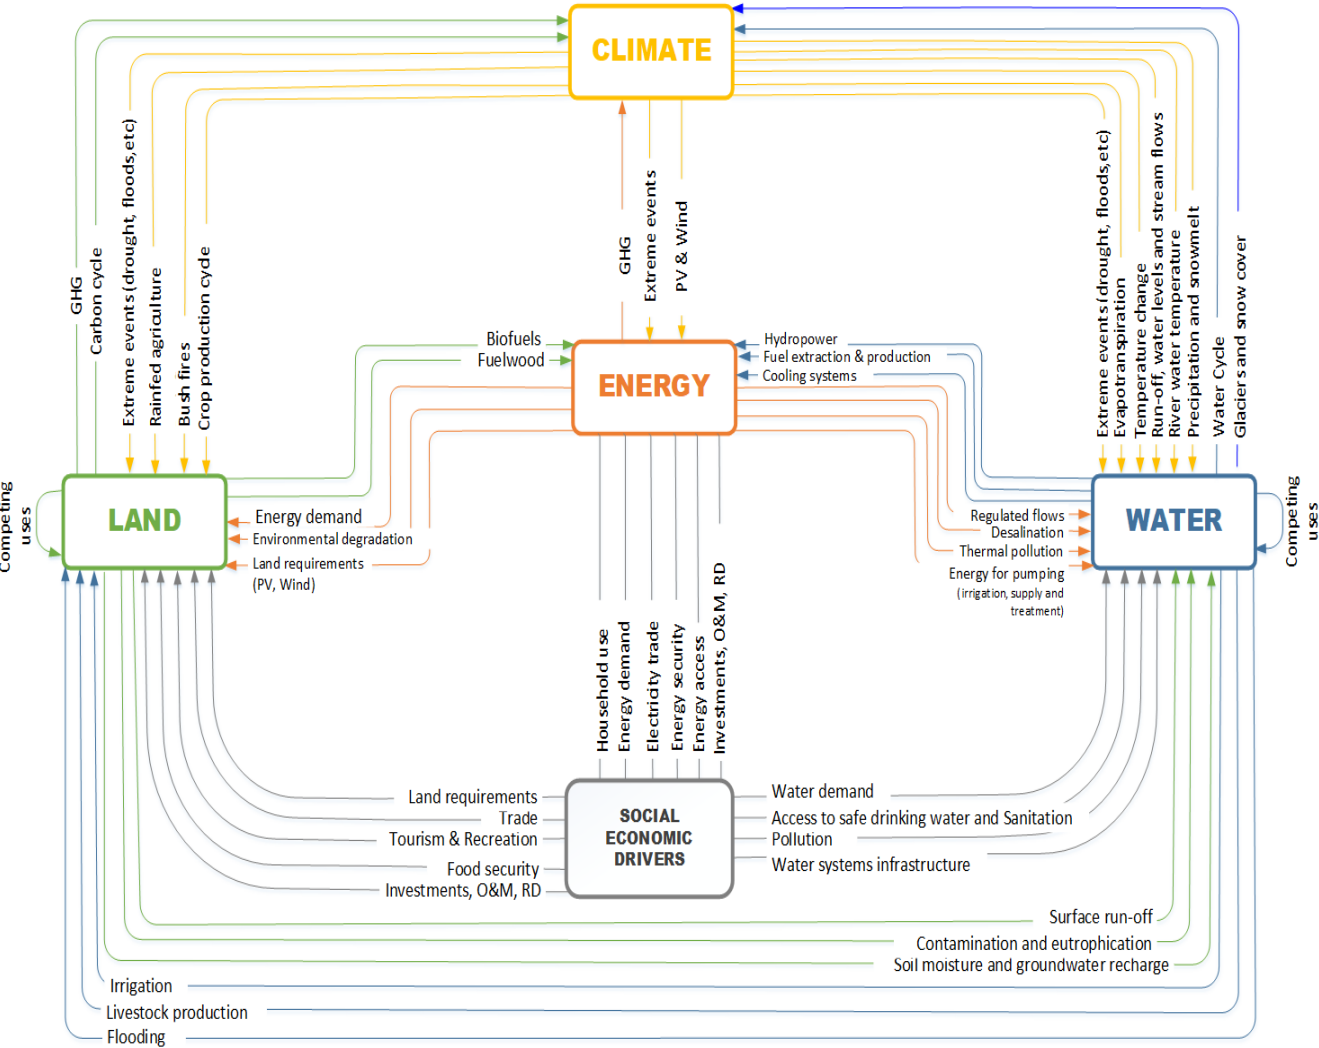 CLIMATE
GHG
Carbon cycle
Extreme events(drought, floods,etc)
Rainfed agriculture
Bush fires
Crop production cycle
GHG
Extreme events
PV & Wind
Extreme events(drought, floods,etc)
Evapotranspiration
Temperature change
Run-off, water levels and stream flows
River water temperature
Precipitation and snowmelt
Water Cycle
Glaciers and snow cover
Biofuels
Fuelwood
ENERGY
Hydropower
Fuel extraction & production
Cooling systems
Competing
uses
LAND
Energy demand
Environmental degradation
Land requirements
(PV, Wind)
Regulated flows
Desalination
Thermal pollution
Energy for pumping
(irrigation, supply and
treatment)
WATER
Competing
uses
Household use
Energy demand
Electricity trade
Energy security
Energy access
Investments, O&M, RD
Land requirements
Trade
Tourism & Recreation
Food security
Investments, O&M, RD
SOCIAL
ECONOMIC
DRIVERS
Water demand
Access to safe drinking water and Sanitation
Pollution
Water systems infrastructure
Surface run-off
Contamination and eutrophication
Soil moisture and groundwater recharge
Irrigation
Livestock production
Flooding